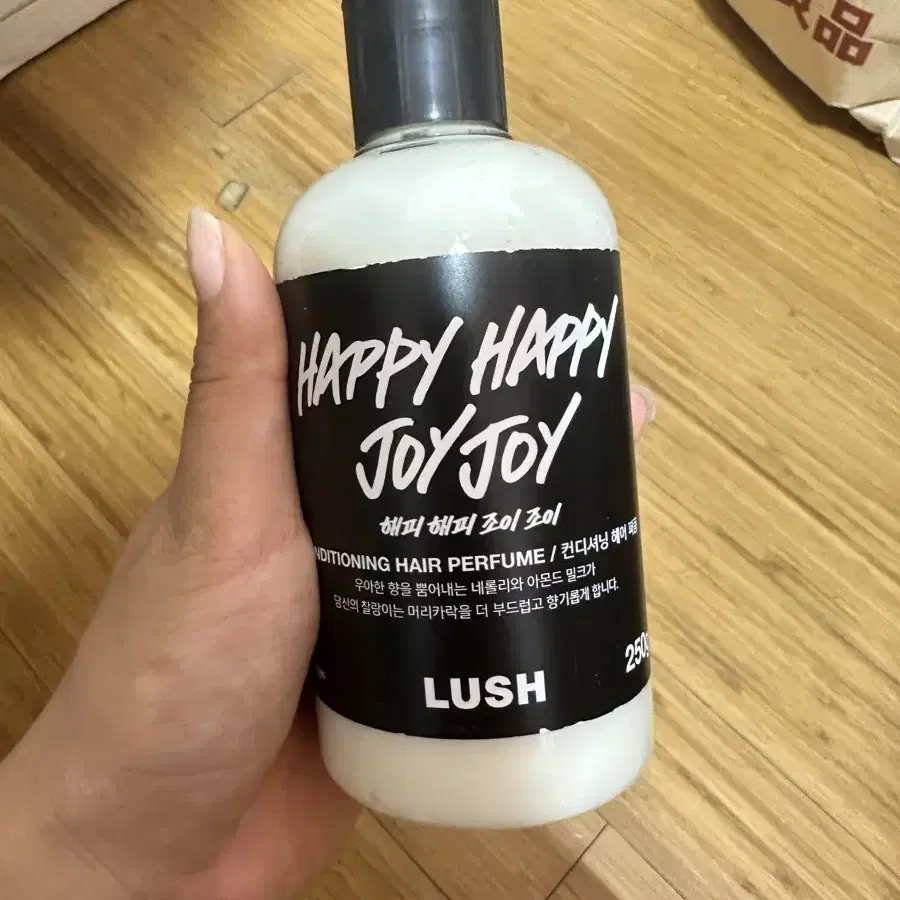 品
HAPPY HAPPY
JOY JOY
해피 해피 조이 조이
NDITIONING HAIR PERFUME / 컨디셔닝 헤어 퍼퓸
우아한 향을 뿜어내는 네롤리와 아몬드 밀크가
당신의 찰랑이는 머리카락을 더 부드럽고 향기롭게 합니다.
250g
LUSH